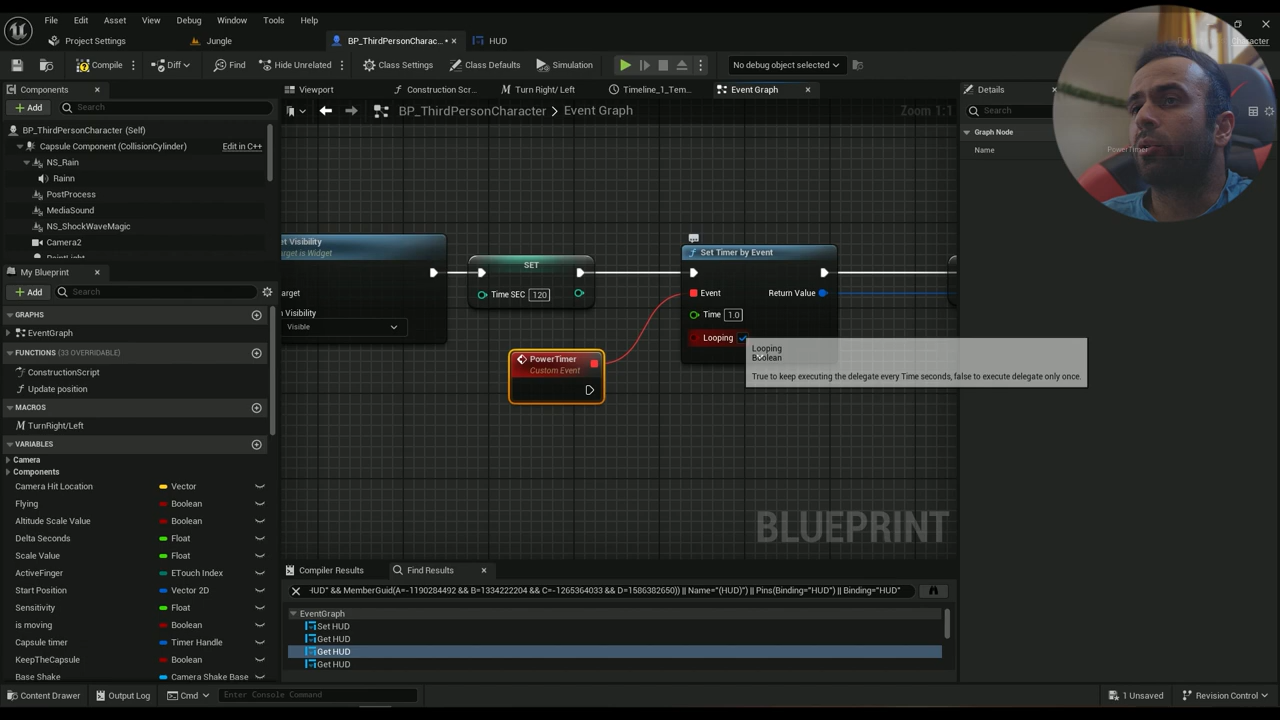 File Edit Asset View Debug Window Tools Help
Project Settings
Jungle
BP_ThirdPersonCharac... •
HUD
Character
Compile
Diff
Find
Hide Unrelated
Class Settings
Class Defaults
Simulation
No debug object selected
Components
Add
Search
BP_ThirdPersonCharacter (Self)
Capsule Component (CollisionCylinder)
Edit in C++
NS_Rain
Rainn
PostProcess
MediaSound
NS_ShockWaveMagic
Camera2
PointLight
My Blueprint
Add
Search
GRAPHS
EventGraph
FUNCTIONS (33 OVERRIDABLE)
ConstructionScript
Update position
MACROS
TurnRight/Left
VARIABLES
Camera
Components
Camera Hit Location Vector
Flying Boolean
Altitude Scale Value Boolean
Delta Seconds Float
Scale Value Float
ActiveFinger ETouch Index
Start Position Vector 2D
Sensitivity Float
is moving Boolean
Capsule timer Timer Handle
KeepTheCapsule Boolean
Base Shake Camera Shake Base
Viewport
Construction Scr...
Turn Right/ Left
Timeline_1_Tem...
Event Graph
BP_ThirdPersonCharacter > Event Graph
Zoom 1:1
et Visibility
arget is Widget
arget
n Visibility
Visible
SET
Time SEC 120
PowerTimer
Custom Event
Set Timer by Event
Event
Return Value
Time 1.0
Looping
Looping
Boolean
True to keep executing the delegate every Time seconds, false to execute delegate only once.
BLUEPRINT
Details
Search
Graph Node
Name
PowerTimer
Compiler Results
Find Results
HUD" && MemberGuid(A=-1190284492 && B=1334222204 && C=-1265364033 && D=1586382650)) || Name="(HUD)") || Pins(Binding="HUD") || Binding="HUD"
EventGraph
Set HUD
Get HUD
Get HUD
Get HUD
Content Drawer
Output Log
Cmd
Enter Console Command
1 Unsaved
Revision Control